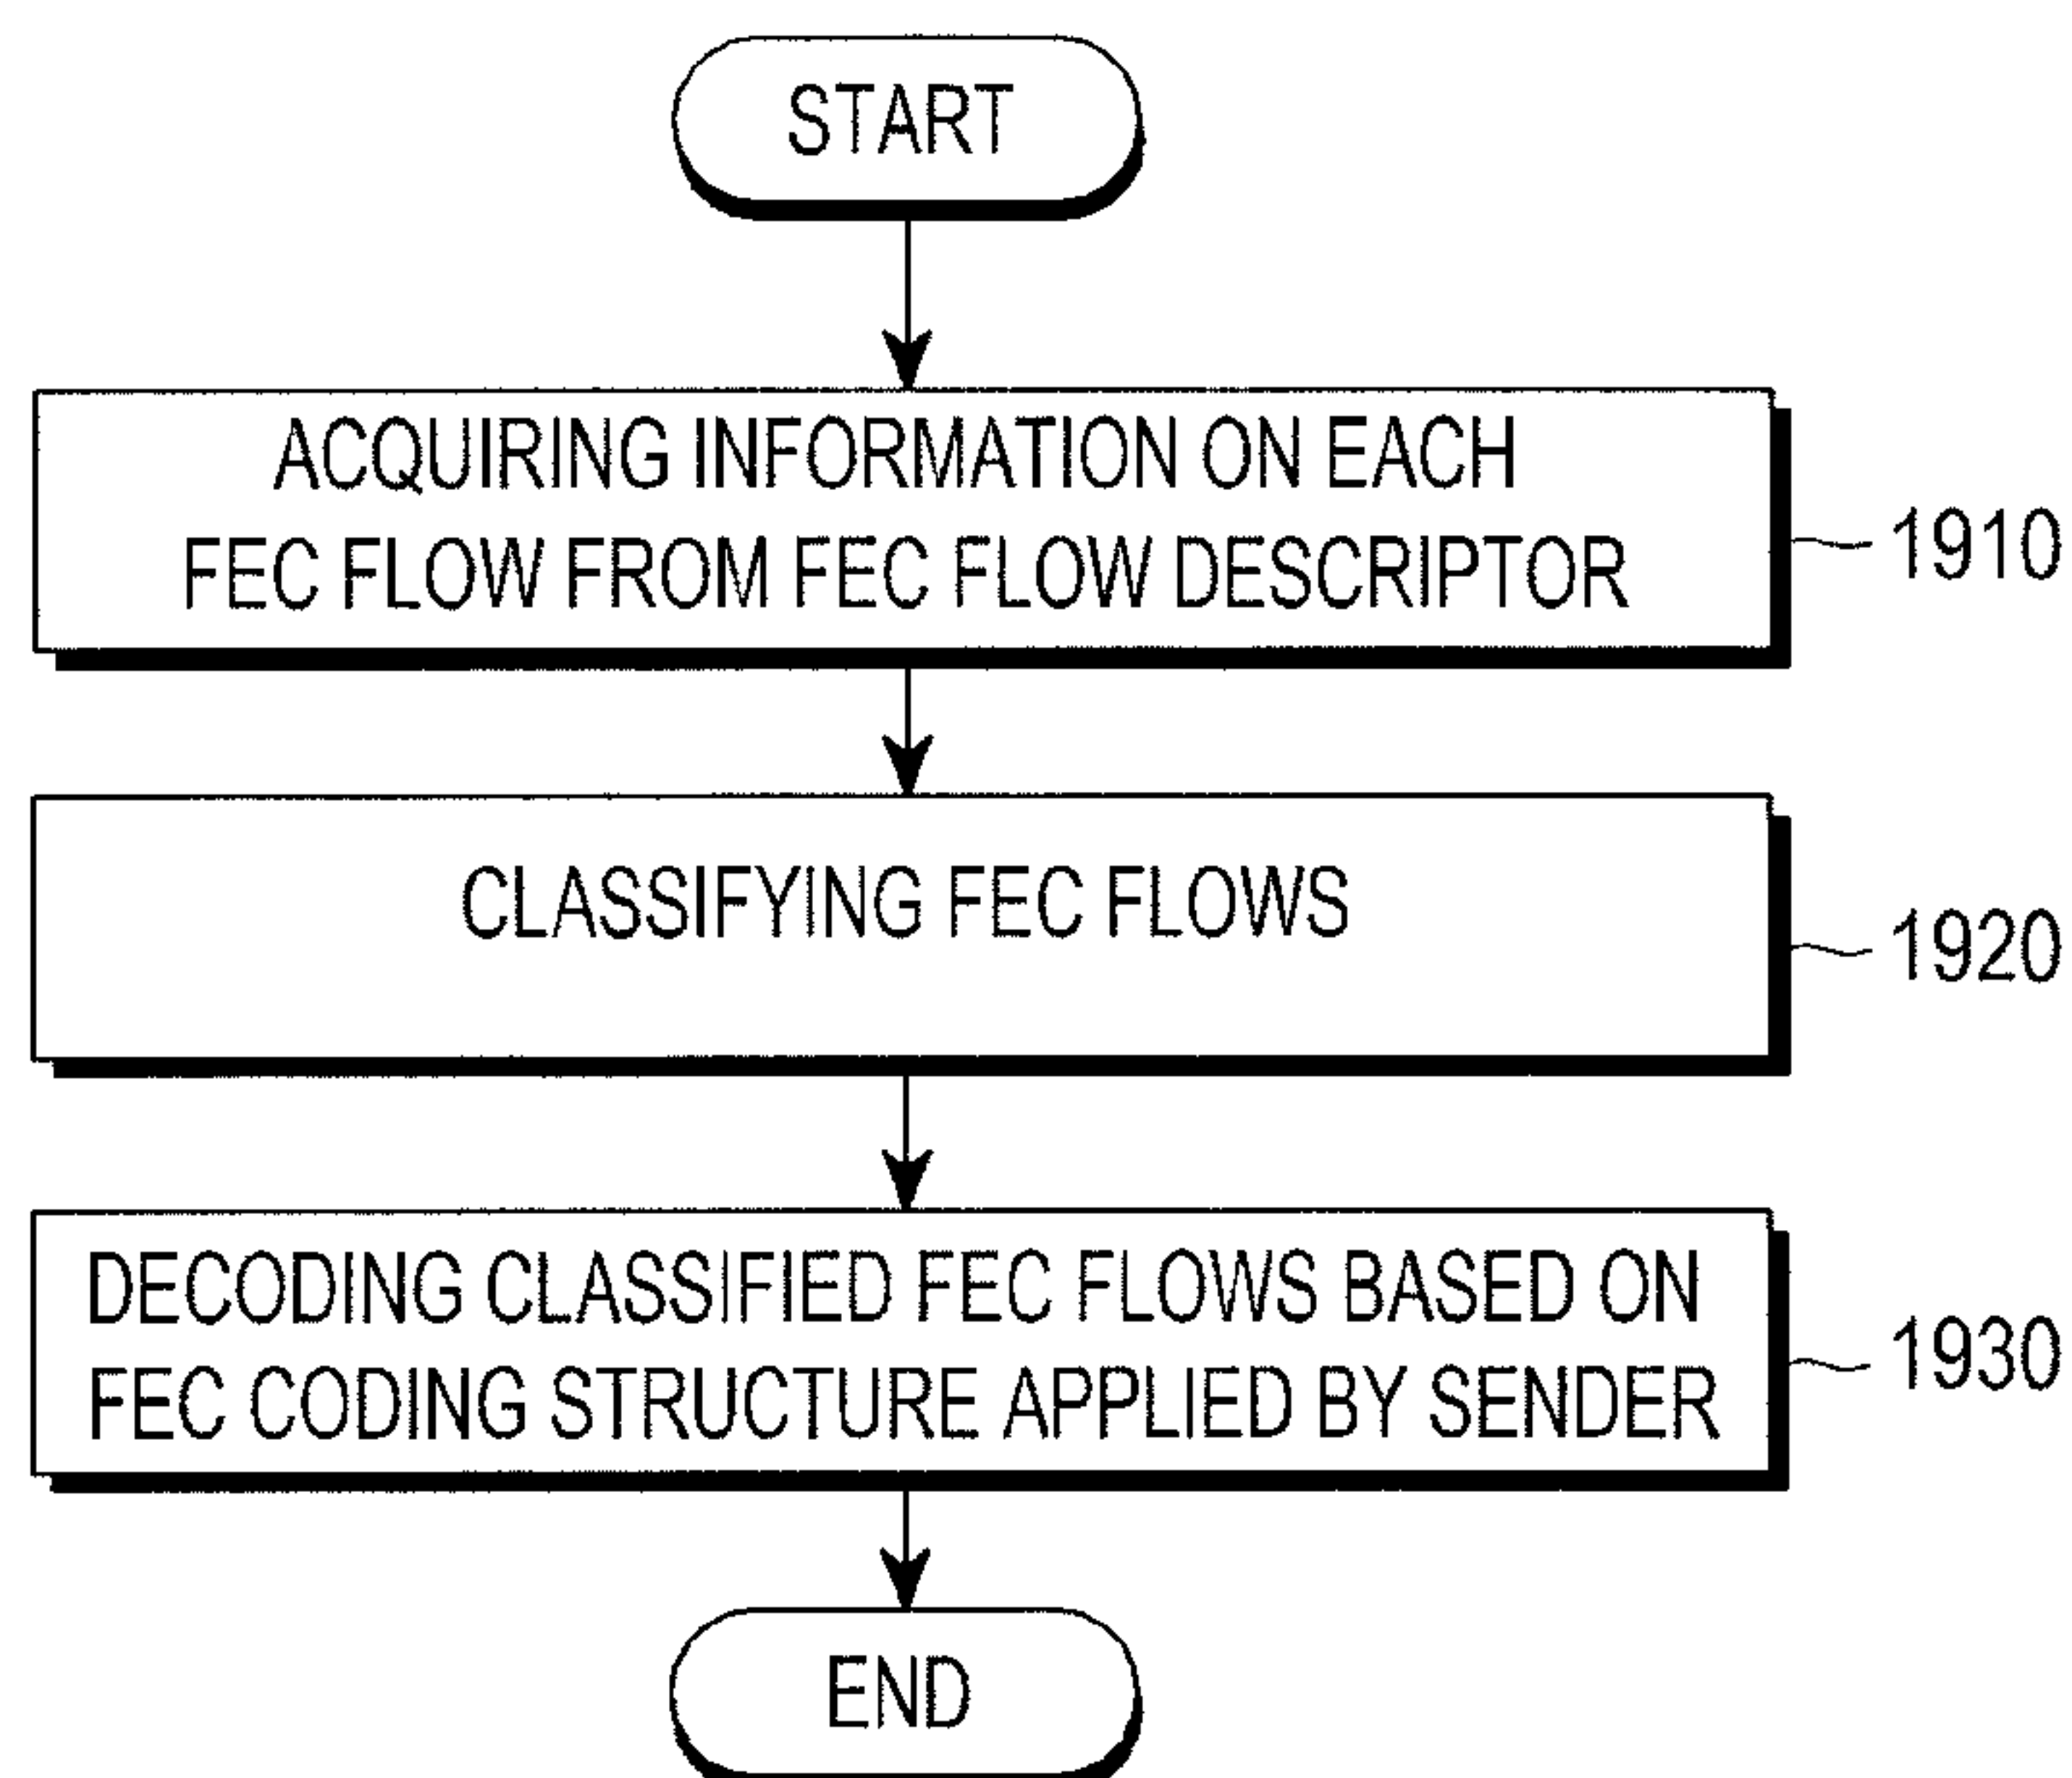 START
ACQUIRING INFORMATION ON EACH
FEC FLOW FROM FEC FLOW DESCRIPTOR
1910
CLASSIFYING FEC FLOWS
1920
DECODING CLASSIFIED FEC FLOWS BASED ON
FEC CODING STRUCTURE APPLIED BY SENDER
1930
END